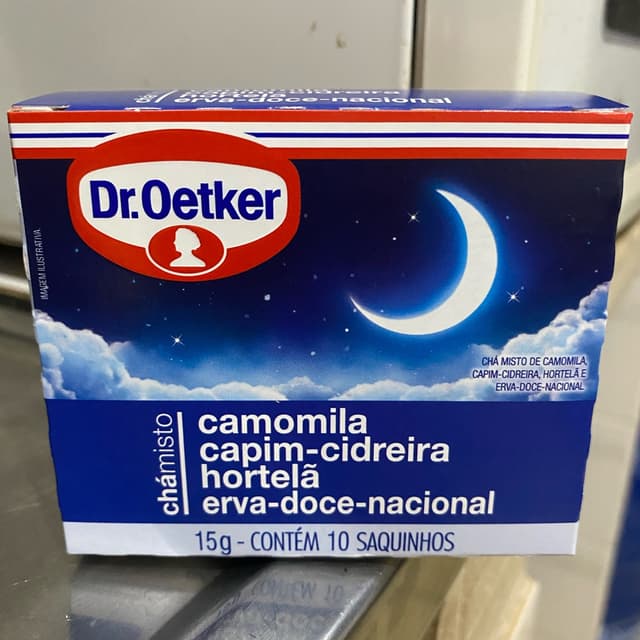 erva-doce-nacional
Dr.Oetker
IMAGEM ILUSTRATIVA
CHÁ MISTO DE CAMOMILA,
CAPIM-CIDREIRA, HORTELÃ E
ERVA-DOCE-NACIONAL
chámisto
camomila
capim-cidreira
hortelã
erva-doce-nacional
15g - CONTÉM 10 SAQUINHOS